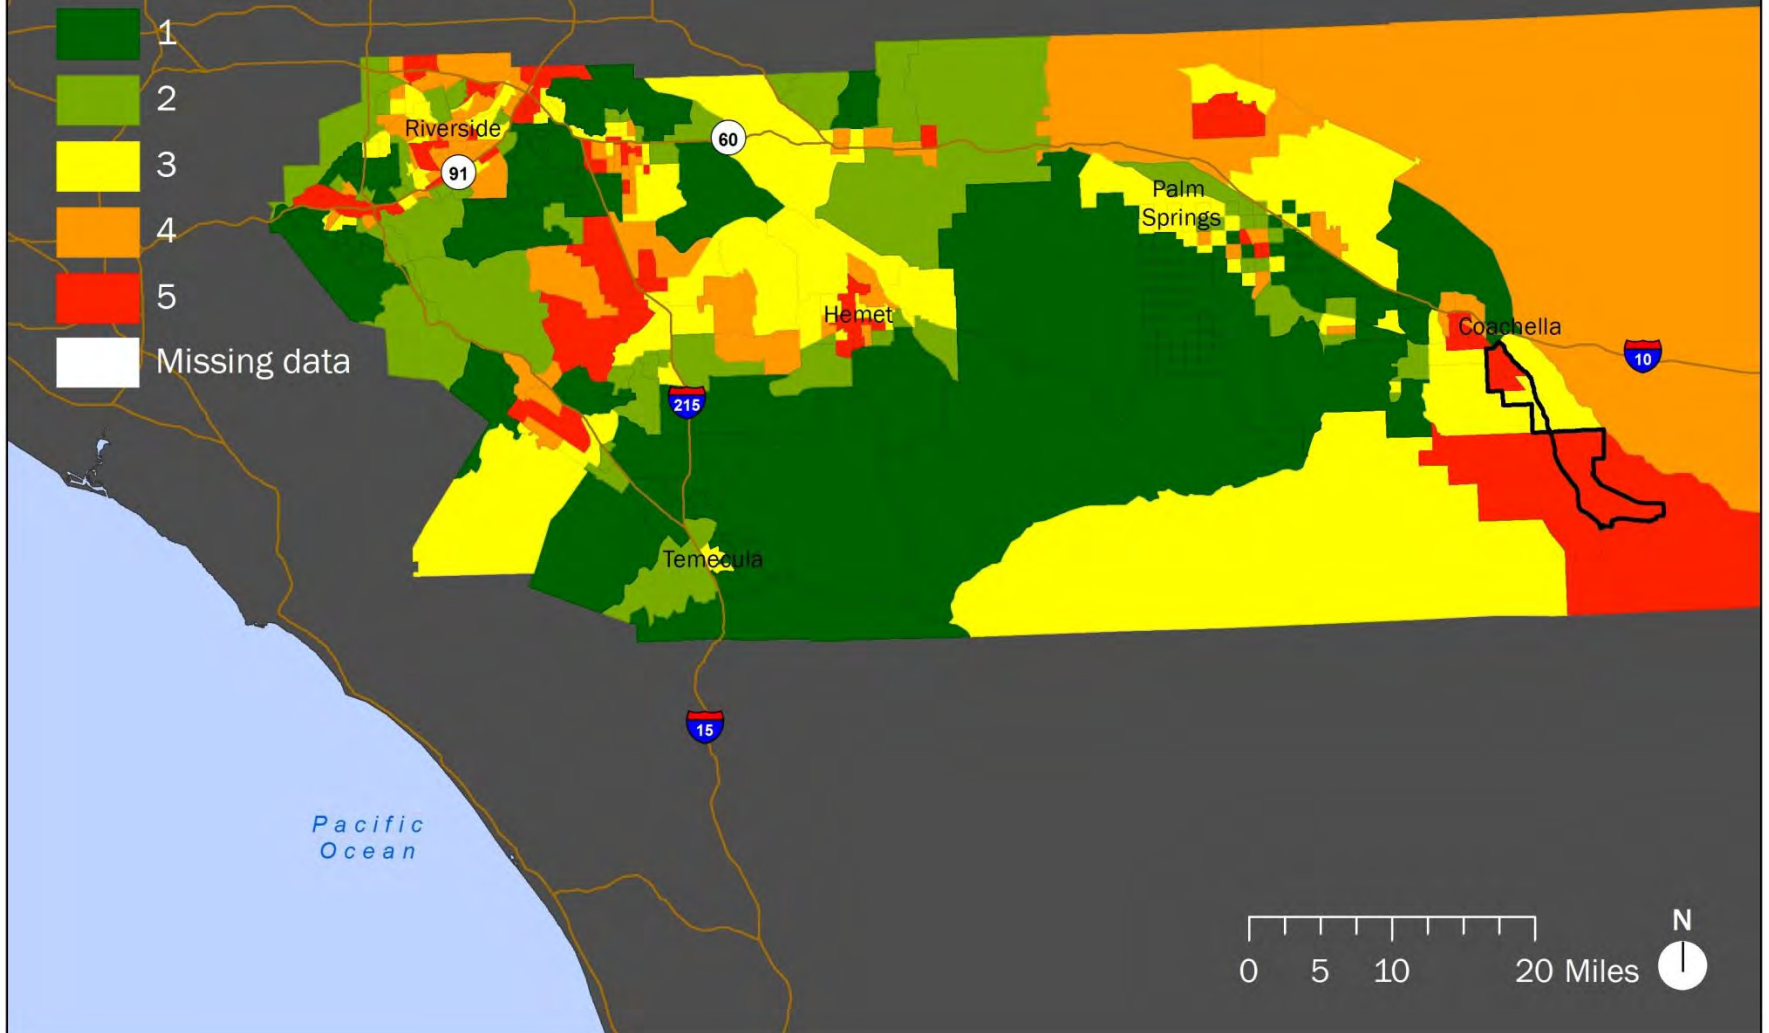 1
2
3
4
5
Missing data
Riverside
91
60
Palm
Springs
Hemet
Coachella
10
215
Temecula
15
Pacific
Ocean
N
0 5 10 20 Miles